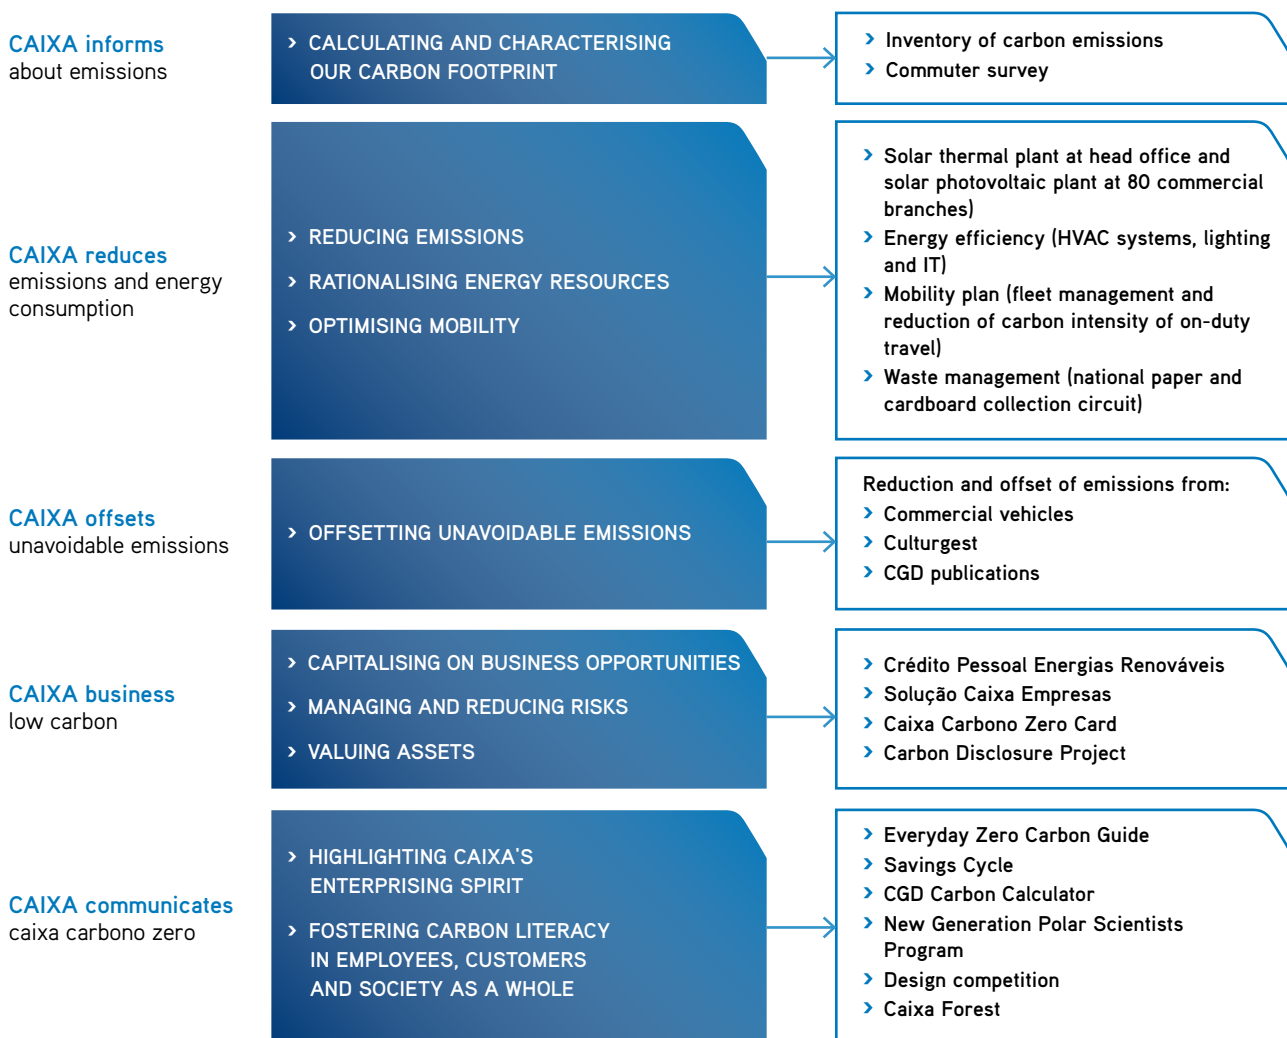 CAIXA informs
about emissions
› CALCULATING AND CHARACTERISING
OUR CARBON FOOTPRINT
› Inventory of carbon emissions
› Commuter survey
CAIXA reduces
emissions and energy
consumption
› REDUCING EMISSIONS
› RATIONALISING ENERGY RESOURCES
› OPTIMISING MOBILITY
› Solar thermal plant at head office and
solar photovoltaic plant at 80 commercial
branches)
› Energy efficiency (HVAC systems, lighting
and IT)
› Mobility plan (fleet management and
reduction of carbon intensity of on-duty
travel)
› Waste management (national paper and
cardboard collection circuit)
CAIXA offsets
unavoidable emissions
› OFFSETTING UNAVOIDABLE EMISSIONS
Reduction and offset of emissions from:
› Commercial vehicles
› Culturgest
› CGD publications
CAIXA business
low carbon
› CAPITALISING ON BUSINESS OPPORTUNITIES
› MANAGING AND REDUCING RISKS
› VALUING ASSETS
› Crédito Pessoal Energias Renováveis
› Solução Caixa Empresas
› Caixa Carbono Zero Card
› Carbon Disclosure Project
CAIXA communicates
caixa carbono zero
› HIGHLIGHTING CAIXA'S
ENTERPRISING SPIRIT
› FOSTERING CARBON LITERACY
IN EMPLOYEES, CUSTOMERS
AND SOCIETY AS A WHOLE
› Everyday Zero Carbon Guide
› Savings Cycle
› CGD Carbon Calculator
› New Generation Polar Scientists
Program
› Design competition
› Caixa Forest